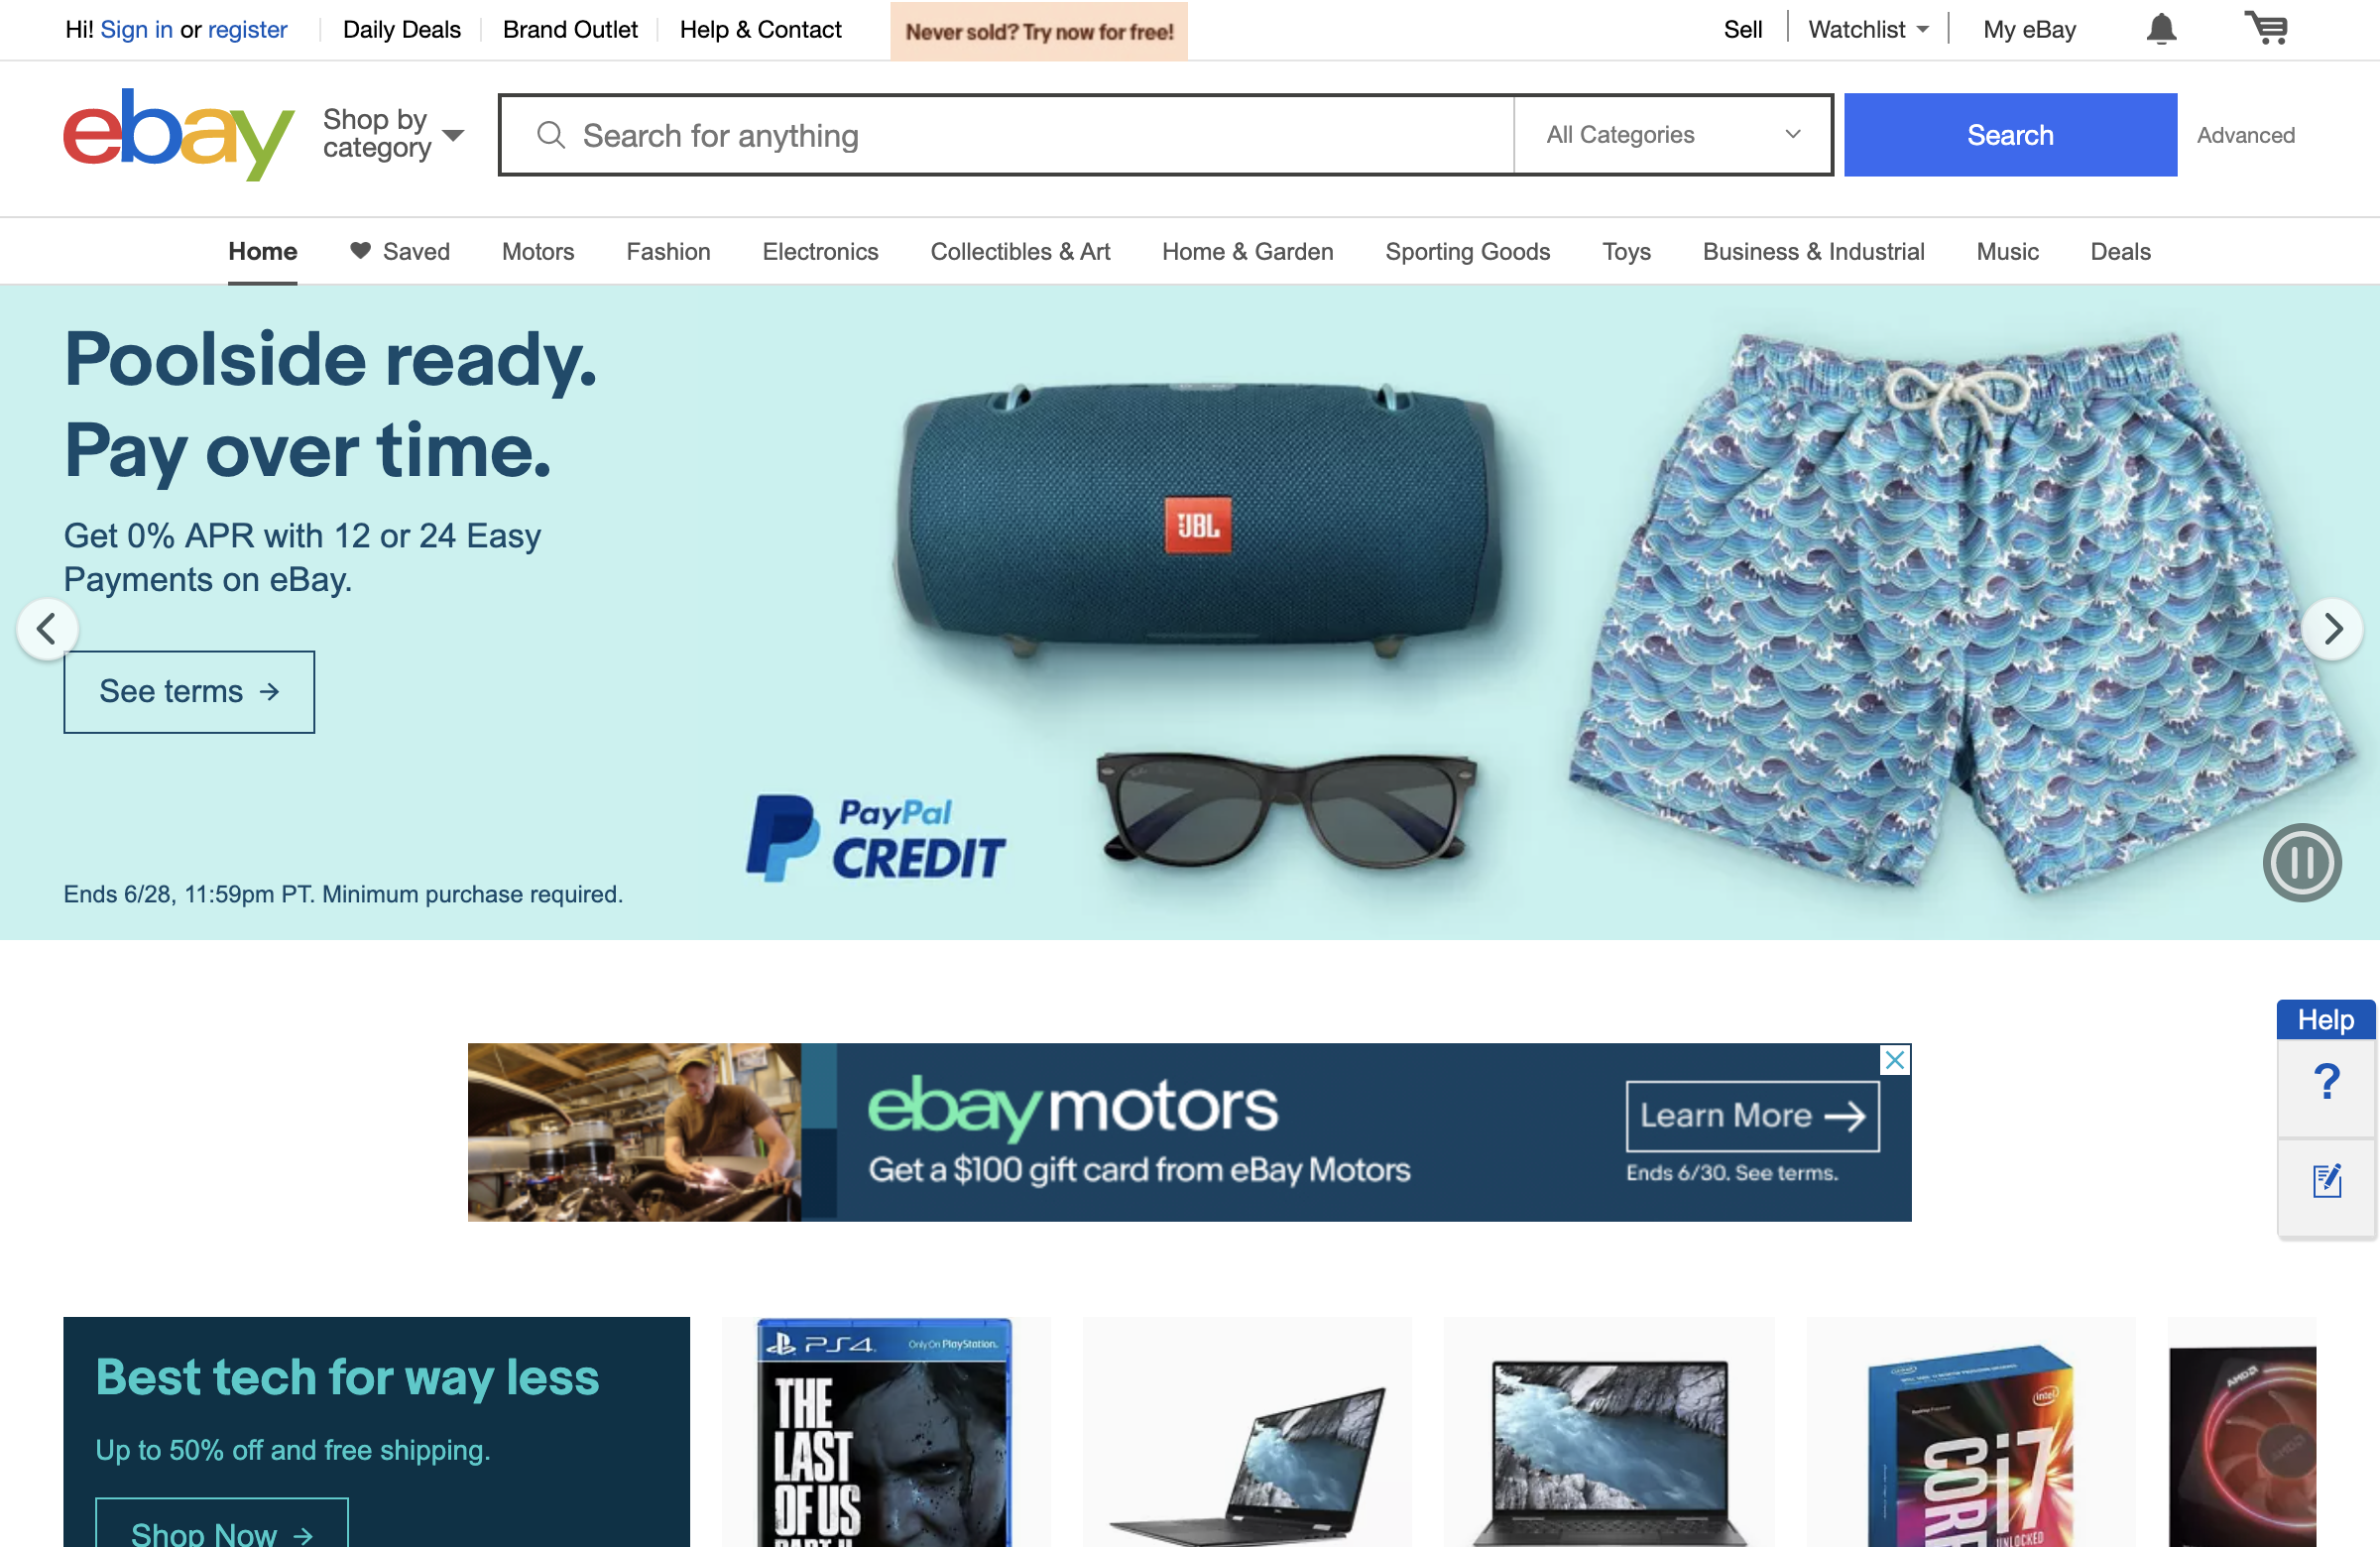 Hi! Sign in or register
Daily Deals
Brand Outlet
Help & Contact
Never sold? Try now for free!
Sell
Watchlist
My eBay
ebay
Shop by
category
Search for anything
All Categories
Search
Advanced
Home
Saved
Motors
Fashion
Electronics
Collectibles & Art
Home & Garden
Sporting Goods
Toys
Business & Industrial
Music
Deals
Poolside ready.
Pay over time.
Get 0% APR with 12 or 24 Easy
Payments on eBay.
See terms
JBL
PayPal
CREDIT
Ends 6/28, 11:59pm PT. Minimum purchase required.
Help
?
ebay motors
Get a $100 gift card from eBay Motors
Learn More
Ends 6/30. See terms.
Best tech for way less
Up to 50% off and free shipping.
Shop Now
PS4
Only On PlayStation.
THE
LAST
OF US
PART II
intel
CORE i7
UNLOCKED
AMD